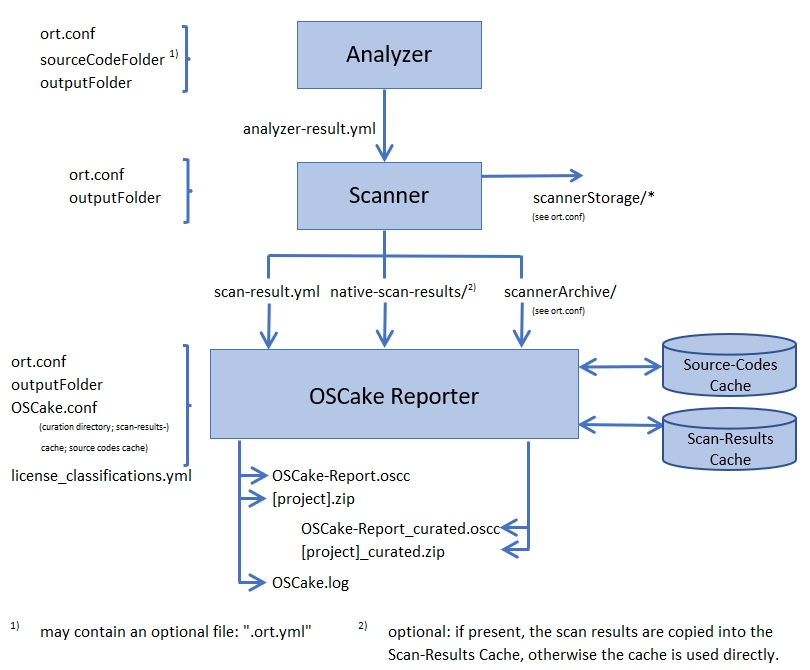 ort.conf
sourceCodeFolder 1)
outputFolder
Analyzer
analyzer-result.yml
ort.conf
outputFolder
Scanner
scannerStorage/*
(see ort.conf)
scan-result.yml
native-scan-results/2)
scannerArchive/
(see ort.conf)
ort.conf
outputFolder
OSCake.conf
(curation directory; scan-results-)
cache; source codes cache)
license_classifications.yml
OSCake Reporter
Source-Codes
Cache
Scan-Results
Cache
OSCake-Report.oscc
[project].zip
OSCake-Report_curated.oscc
[project]_curated.zip
OSCake.log
1) may contain an optional file: ".ort.yml"
2) optional: if present, the scan results are copied into the
Scan-Results Cache, otherwise the cache is used directly.